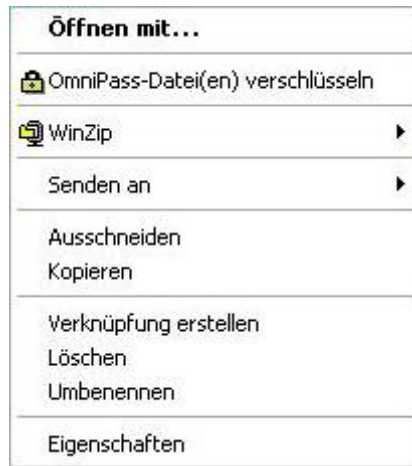 Öffnen mit...
OmniPass-Datei(en) verschlüsseln
WinZip
Senden an
Ausschneiden
Kopieren
Verknüpfung erstellen
Löschen
Umbenennen
Eigenschaften